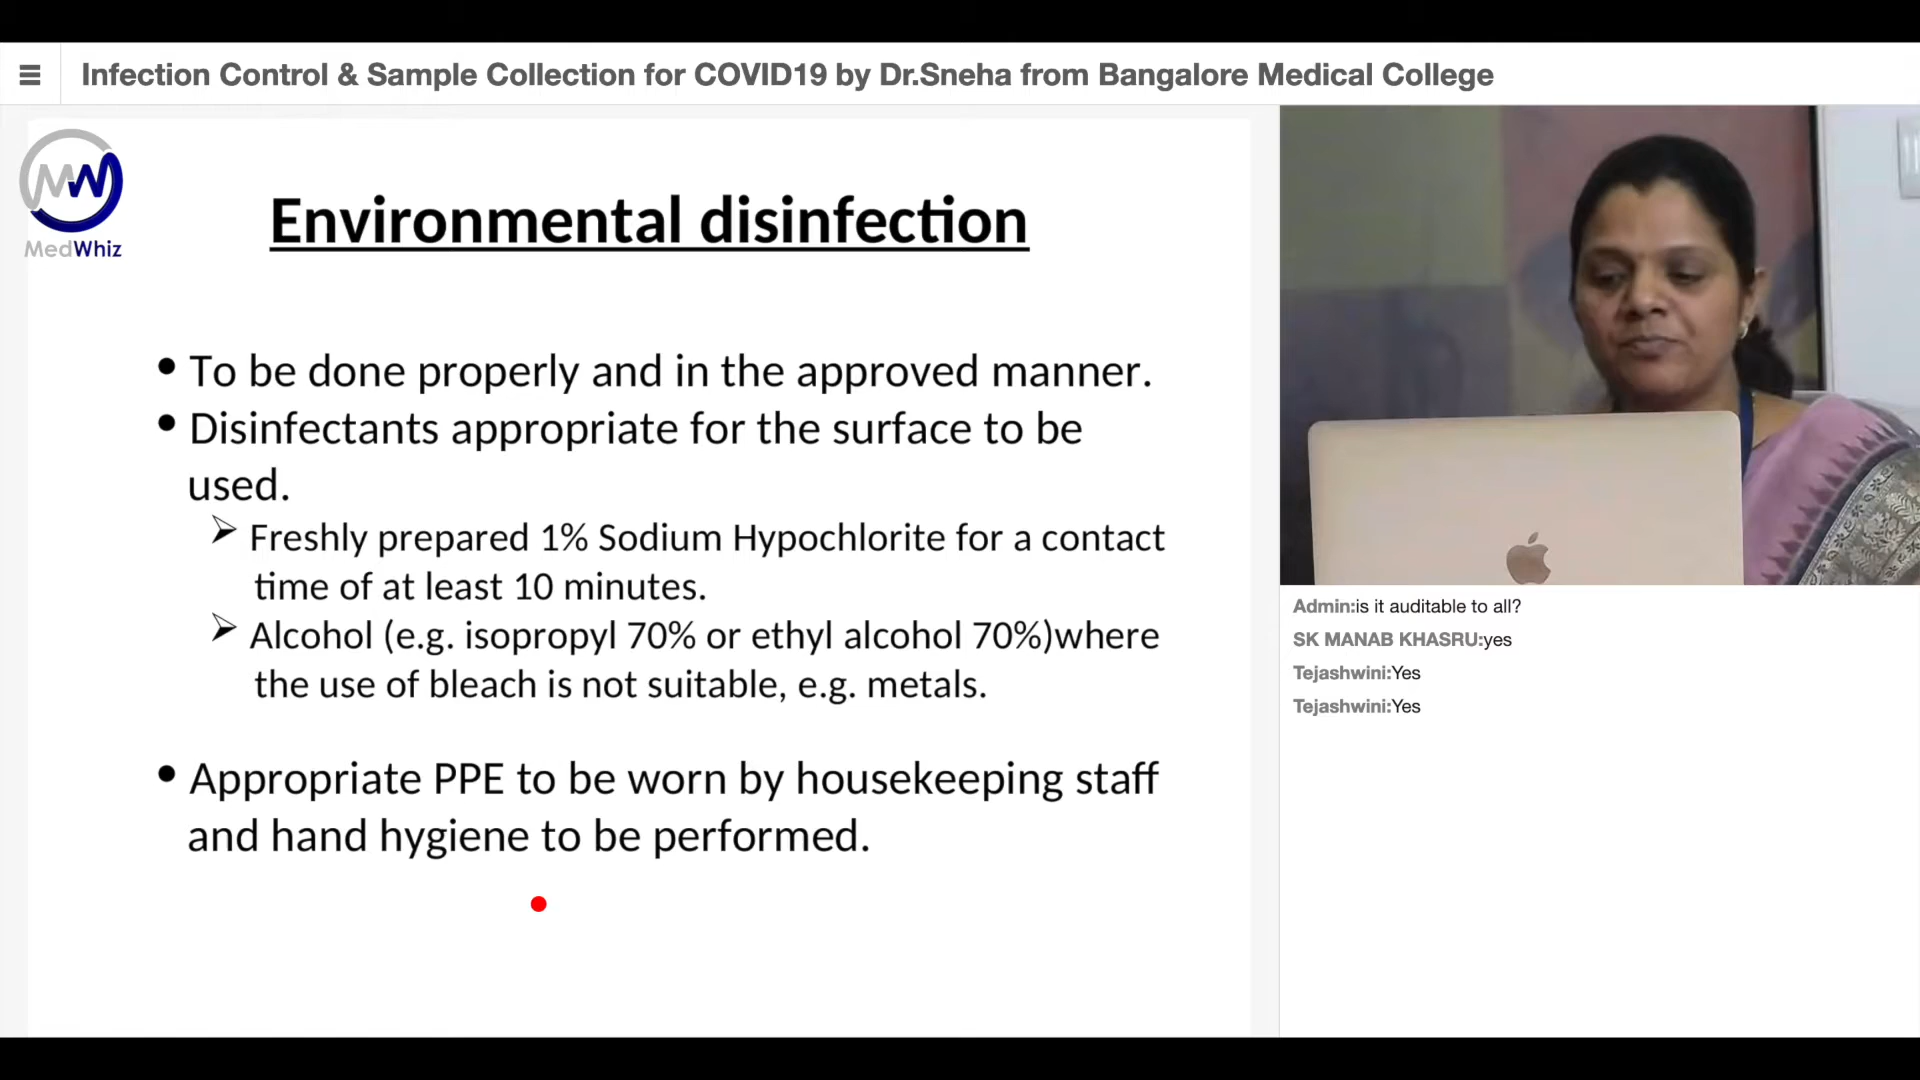 Infection Control & Sample Collection for COVID19 by Dr.Sneha from Bangalore Medical College
MW
MedWhiz
Environmental disinfection
• To be done properly and in the approved manner.
• Disinfectants appropriate for the surface to be
used.
➢ Freshly prepared 1% Sodium Hypochlorite for a contact
time of at least 10 minutes.
➢ Alcohol (e.g. isopropyl 70% or ethyl alcohol 70%)where
the use of bleach is not suitable, e.g. metals.
• Appropriate PPE to be worn by housekeeping staff
and hand hygiene to be performed.
Admin:is it auditable to all?
SK MANAB KHASRU:yes
Tejashwini:Yes
Tejashwini:Yes